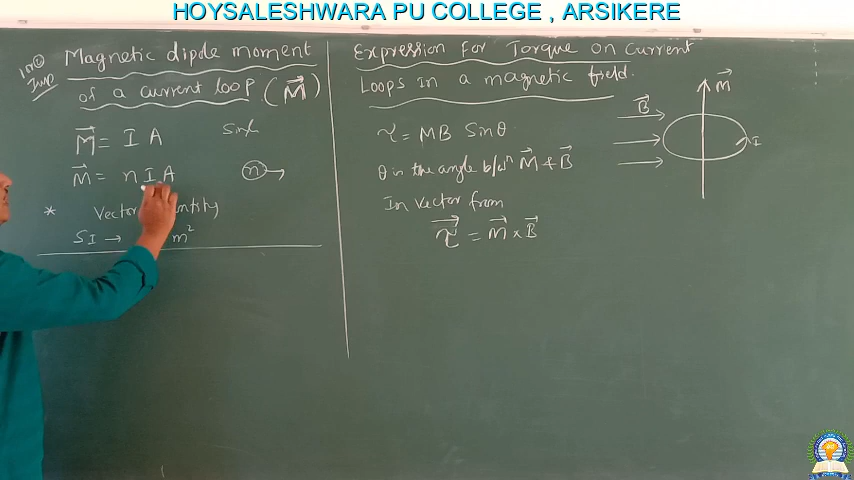 HOYSALESHWARA PU COLLEGE , ARSIKERE
Magnetic dipole moment
Imp
of a current loop (M⃗)
M⃗ = I A
M⃗ = n I A
n
* Vector
SI → m²
Expression For Torque on Current
Loops In a magnetic field.
τ = MB Sinθ
θ is the angle b/wⁿ M⃗ & B⃗
In vector from
τ⃗ = M⃗ × B⃗
M⃗
B⃗
I